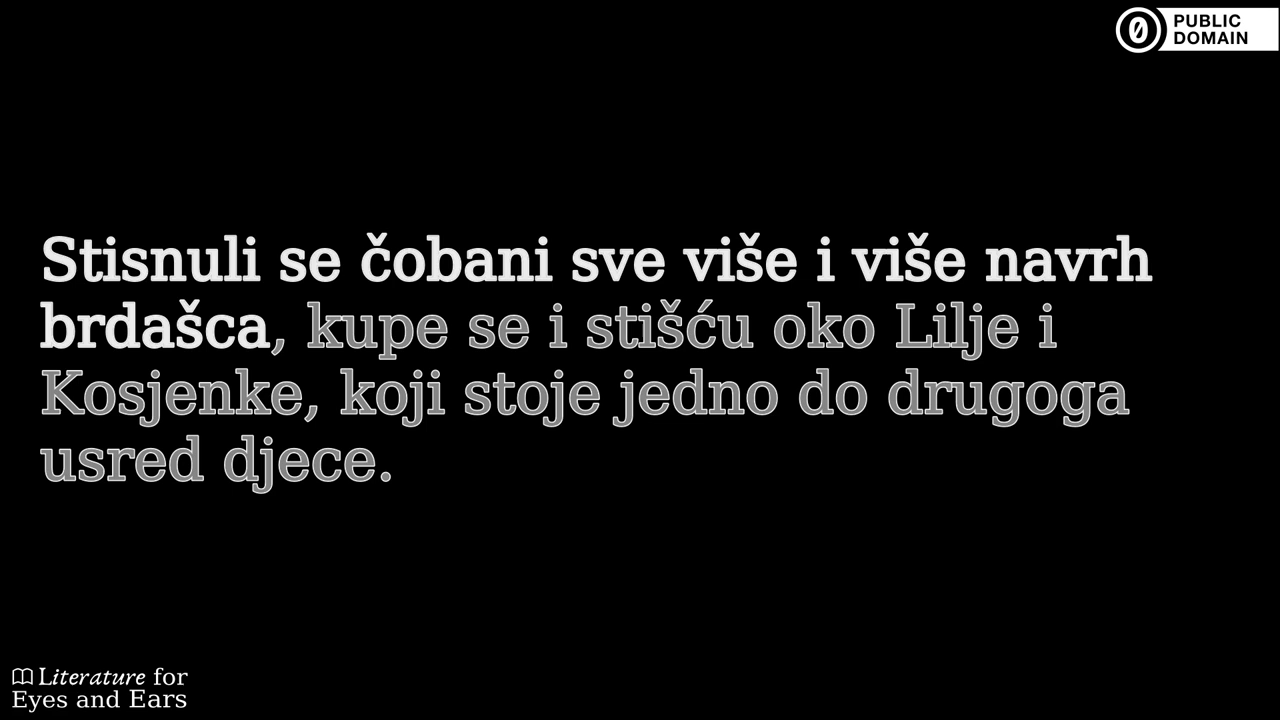 PUBLIC
DOMAIN
Stisnuli se čobani sve više i više navrh
brdašca, kupe se i stišću oko Lilje i
Kosjenke, koji stoje jedno do drugoga
usred djece.
Literature for
Eyes and Ears